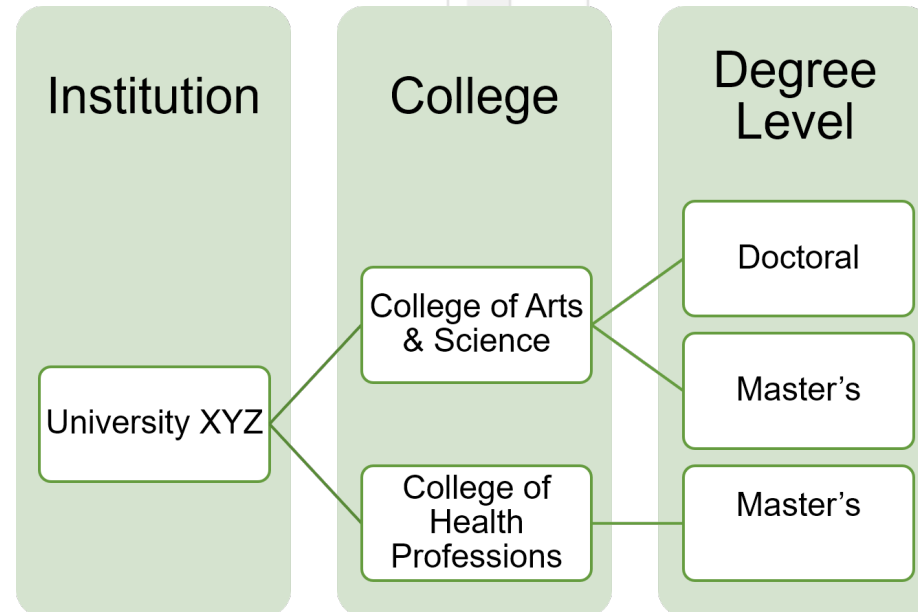 Institution
College
Degree
Level
University XYZ
College of Arts
& Science
College of
Health
Professions
Doctoral
Master’s
Master’s